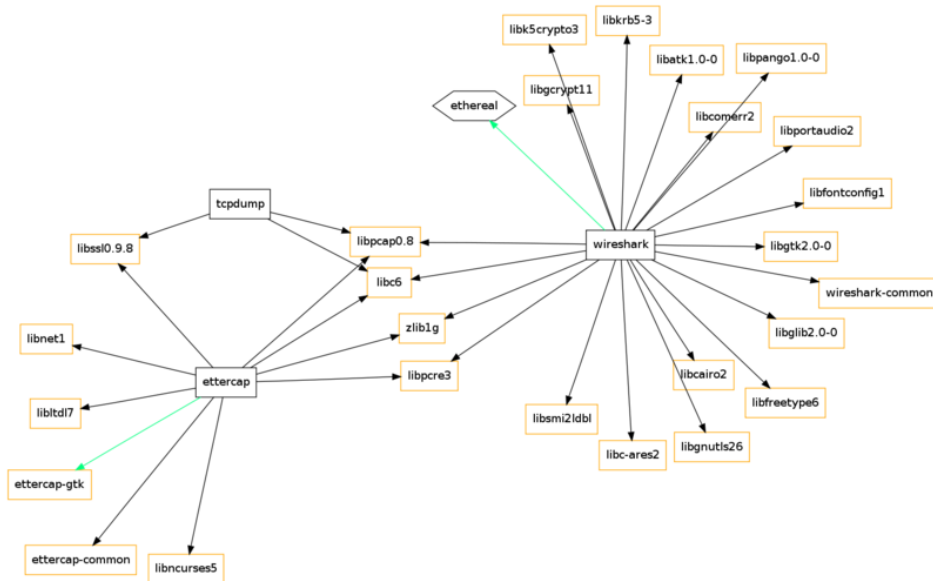 libkrb5-3
libk5crypto3
libatk1.0-0
libpango1.0-0
libgcrypt11
ethereal
libcomerr2
libportaudio2
libfontconfig1
tcpdump
libssl0.9.8
libpcap0.8
wireshark
libgtk2.0-0
libc6
wireshark-common
zlib1g
libnet1
libglib2.0-0
ettercap
libpcre3
libcairo2
libltdl7
libsmi2ldbl
libfreetype6
libgnutls26
libc-ares2
ettercap-gtk
ettercap-common
libncurses5